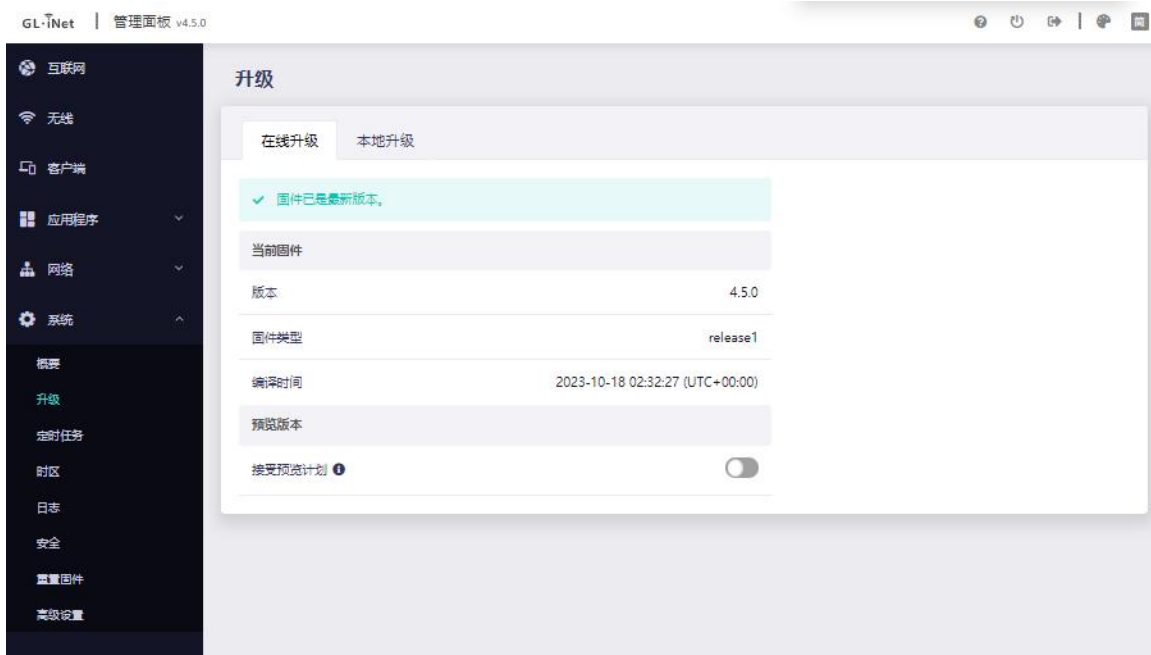 GL·iNet | 管理面板 v4.5.0
简
互联网
无线
客户端
应用程序
网络
系统
概要
升级
定时任务
时区
日志
安全
重置固件
高级设置
升级
在线升级 本地升级
固件已是最新版本。
当前固件
版本 4.5.0
固件类型 release1
编译时间 2023-10-18 02:32:27 (UTC+00:00)
预览版本
接受预览计划